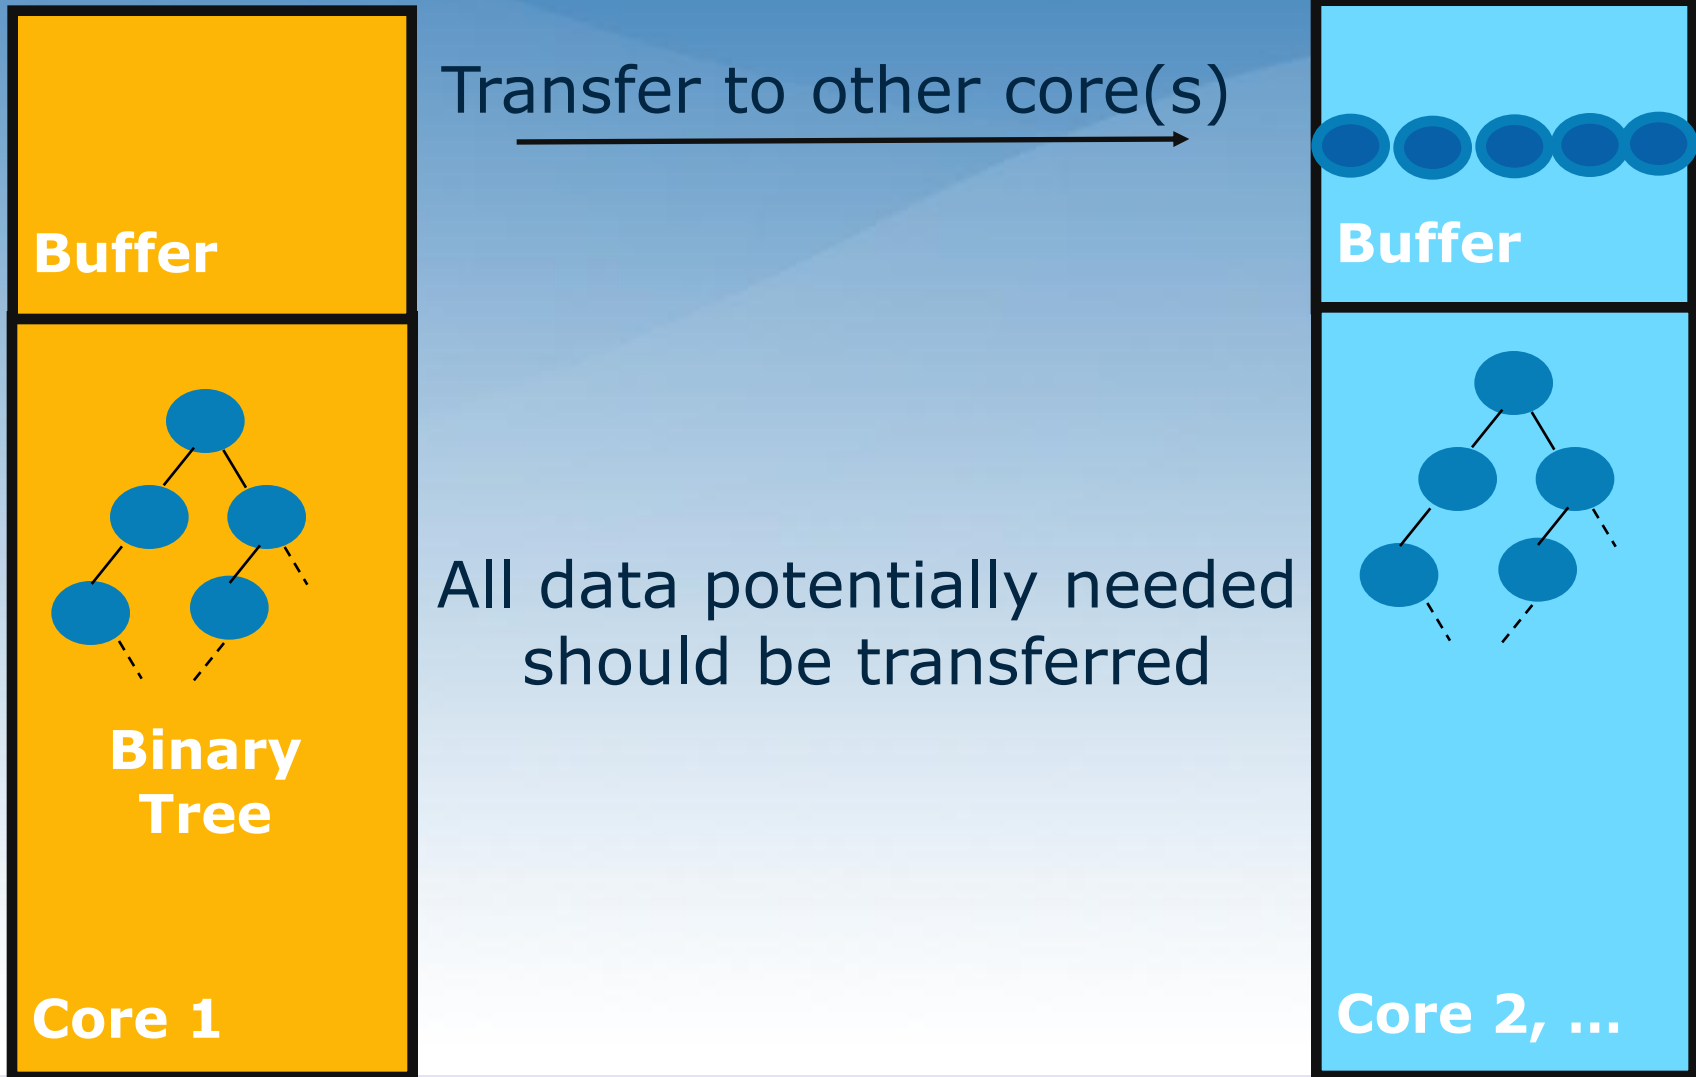 Transfer to other core(s)
Buffer
Buffer
All data potentially needed
should be transferred
Binary
Tree
Core 1
Core 2, ...